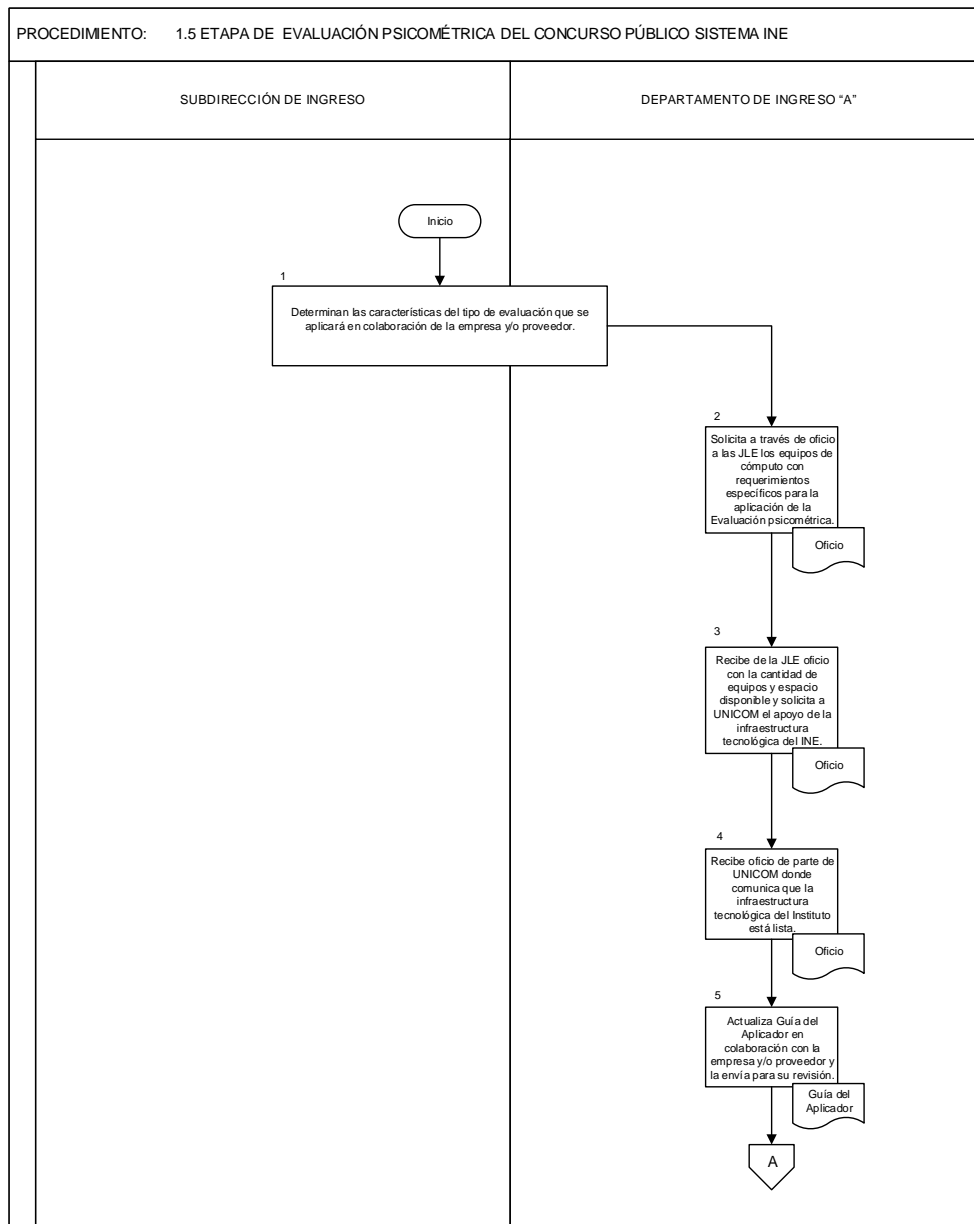 PROCEDIMIENTO: 1.5 ETAPA DE EVALUACIÓN PSICOMÉTRICA DEL CONCURSO PÚBLICO SISTEMA INE
SUBDIRECCIÓN DE INGRESO
DEPARTAMENTO DE INGRESO “A”
Inicio
1
Determinan las características del tipo de evaluación que se
aplicará en colaboración de la empresa y/o proveedor.
2
Solicita a través de oficio
a las JLE los equipos de
cómputo con
requerimientos
específicos para la
aplicación de la
Evaluación psicométrica.
Oficio
3
Recibe de la JLE oficio
con la cantidad de
equipos y espacio
disponible y solicita a
UNICOM el apoyo de la
infraestructura
tecnológica del INE.
Oficio
4
Recibe oficio de parte de
UNICOM donde
comunica que la
infraestructura
tecnológica del Instituto
está lista.
Oficio
5
Actualiza Guía del
Aplicador en
colaboración con la
empresa y/o proveedor y
la envía para su revisión.
Guía del
Aplicador
A